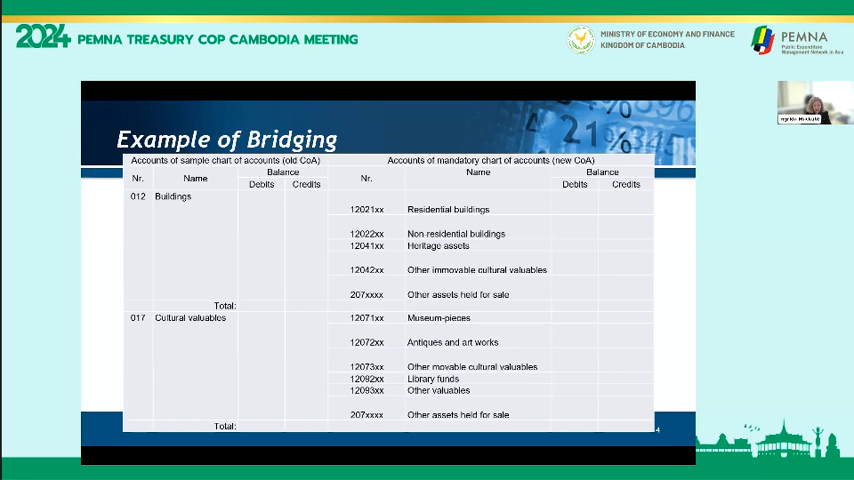 2024 PEMNA TREASURY COP CAMBODIA MEETING
MINISTRY OF ECONOMY AND FINANCE
KINGDOM OF CAMBODIA
PEMNA
Public Expenditure
Management Network in Asia
Example of Bridging
Accounts of sample chart of accounts (old CoA) Accounts of mandatory chart of accounts (new CoA)
Nr. Name Balance Nr. Name Balance
Debits Credits Debits Credits
012 Buildings
12021xx Residential buildings
12022xx Non-residential buildings
12041xx Heritage assets
12042xx Other immovable cultural valuables
207xxxx Other assets held for sale
Total:
017 Cultural valuables 12071xx Museum-pieces
12072xx Antiques and art works
12073xx Other movable cultural valuables
12092xx Library funds
12093xx Other valuables
207xxxx Other assets held for sale
Total:
4